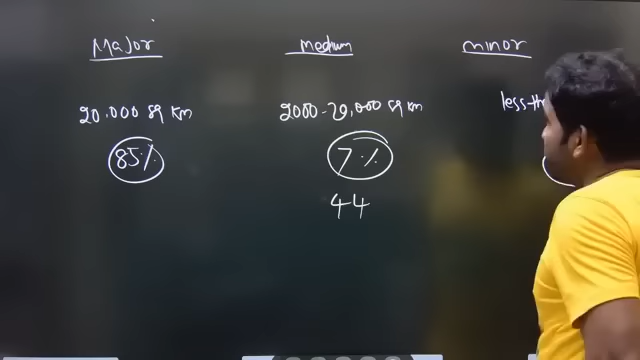 Major
medium
minor
20,000 sq km
2000-20,000 sq km
less-th
85%
7%
44